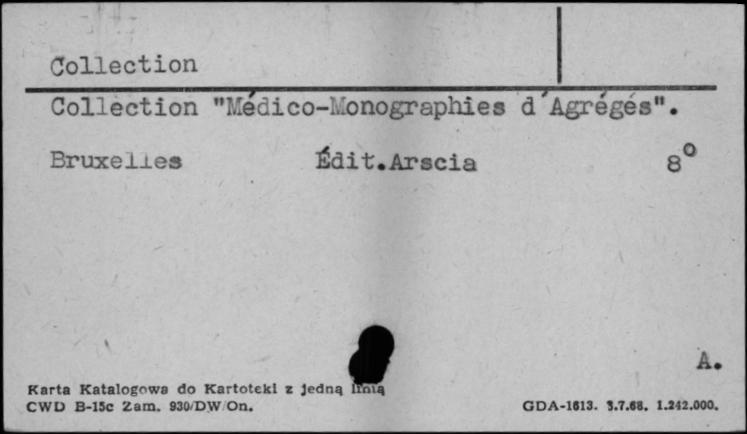 Collection
Collection "Médico-Monographies d'Agrégés".
Bruxelles Édit.Arscia 8°
A.
Karta Katalogowa do Kartoteki z jedną linią
CWD B-15c Zam. 930/DW/On. GDA-1613. 3.7.68. 1.242.000.